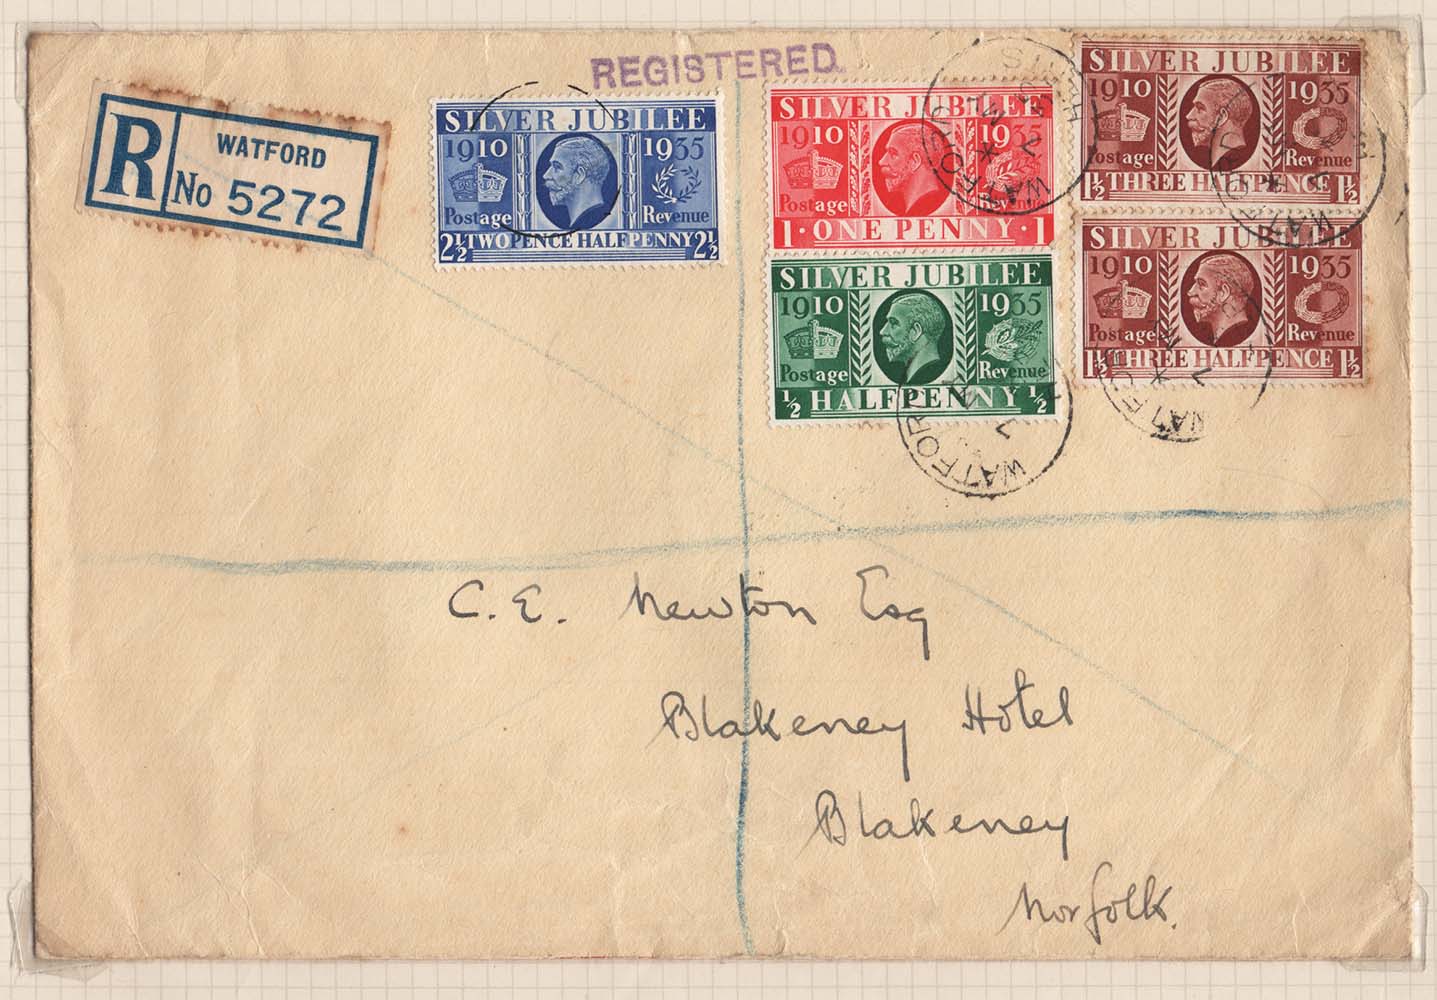 REGISTERED.
R
WATFORD
No 5272
SILVER JUBILEE
1910 1935
Postage Revenue
2½ TWOPENCE HALFPENNY 2½
SILVER JUBILEE
1910 1935
Postage Revenue
1 · ONE PENNY · 1
SILVER JUBILEE
1910 1935
Postage Revenue
½ HALFPENNY ½
SILVER JUBILEE
1910 1935
Postage Revenue
1½ THREE HALFPENCE 1½
SILVER JUBILEE
1910 1935
Postage Revenue
1½ THREE HALFPENCE 1½
WATFORD
WATFORD
C. E. Newton Esq
Blakeney Hotel
Blakeney
Norfolk.